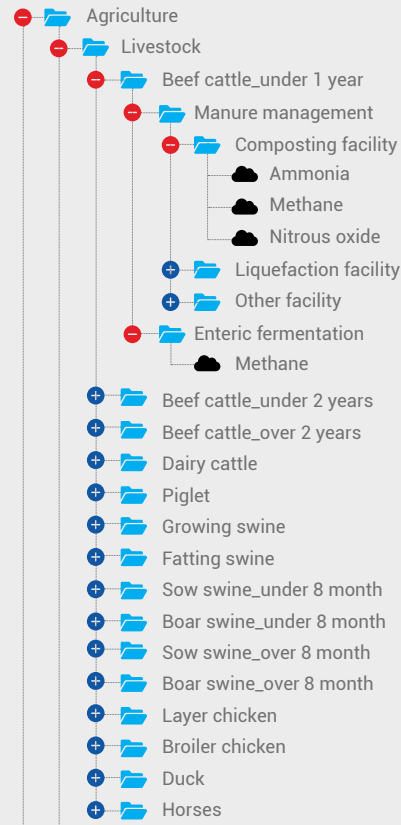 Agriculture
Livestock
Beef cattle_under 1 year
Manure management
Composting facility
Ammonia
Methane
Nitrous oxide
Liquefaction facility
Other facility
Enteric fermentation
Methane
Beef cattle_under 2 years
Beef cattle_over 2 years
Dairy cattle
Piglet
Growing swine
Fatting swine
Sow swine_under 8 month
Boar swine_under 8 month
Sow swine_over 8 month
Boar swine_over 8 month
Layer chicken
Broiler chicken
Duck
Horses